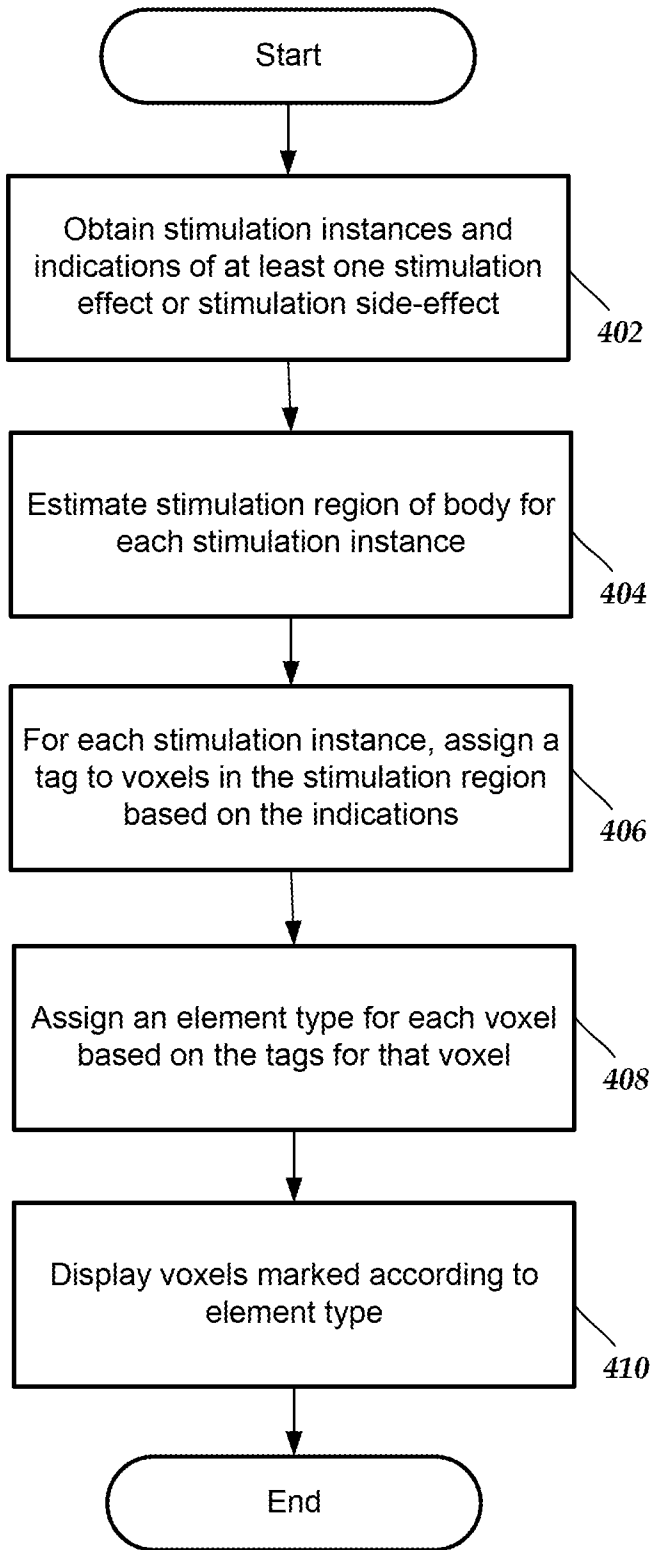 Start
Obtain stimulation instances and
indications of at least one stimulation
effect or stimulation side-effect
402
Estimate stimulation region of body for
each stimulation instance
404
For each stimulation instance, assign a
tag to voxels in the stimulation region
based on the indications
406
Assign an element type for each voxel
based on the tags for that voxel
408
Display voxels marked according to
element type
410
End